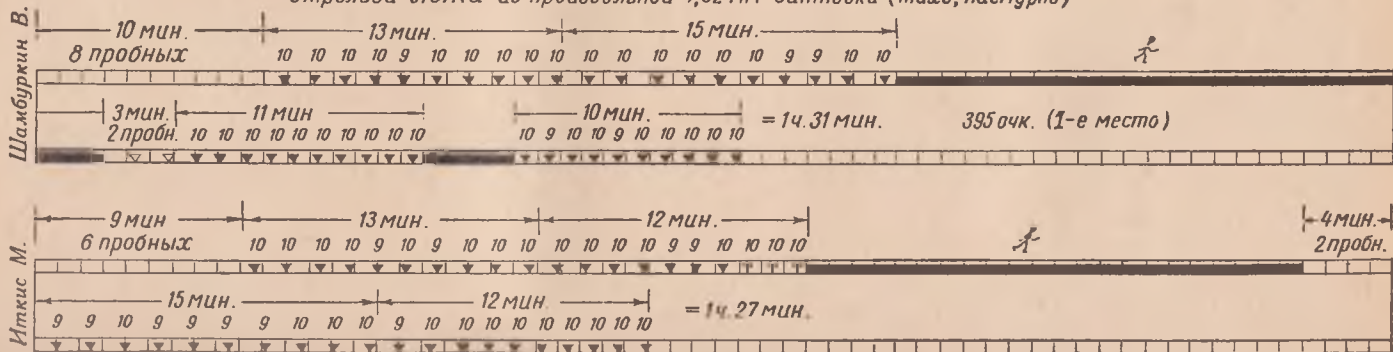 Стрельба из произвольной 7,62 мм винтовки (тихо, пасмурно)
Шамбуркин В.
10 мин. 13 мин. 15 мин.
8 пробных 10 10 10 10 9 10 10 10 10 10 10 10 10 10 10 10 9 9 10 10
3 мин. 11 мин 10 мин. = 1ч. 31 мин. 395 очк. (1-е место)
2 пробн. 10 10 10 10 10 10 10 10 10 10 10 9 10 10 9 10 10 10 10 10
Иткис М.
9 мин 13 мин. 12 мин. 4 мин.
6 пробных 10 10 10 10 9 10 9 10 10 10 10 10 10 10 9 9 10 10 10 10 2 пробн.
15 мин. 12 мин. = 1ч. 27 мин.
9 9 10 9 9 9 9 10 10 10 9 10 10 10 10 10 10 10 10 10